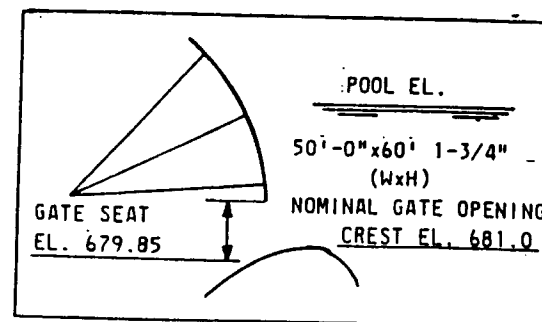 POOL EL.
50'-0"x60' 1-3/4"
(WxH)
NOMINAL GATE OPENING
CREST EL. 681.0
GATE SEAT
EL. 679.85